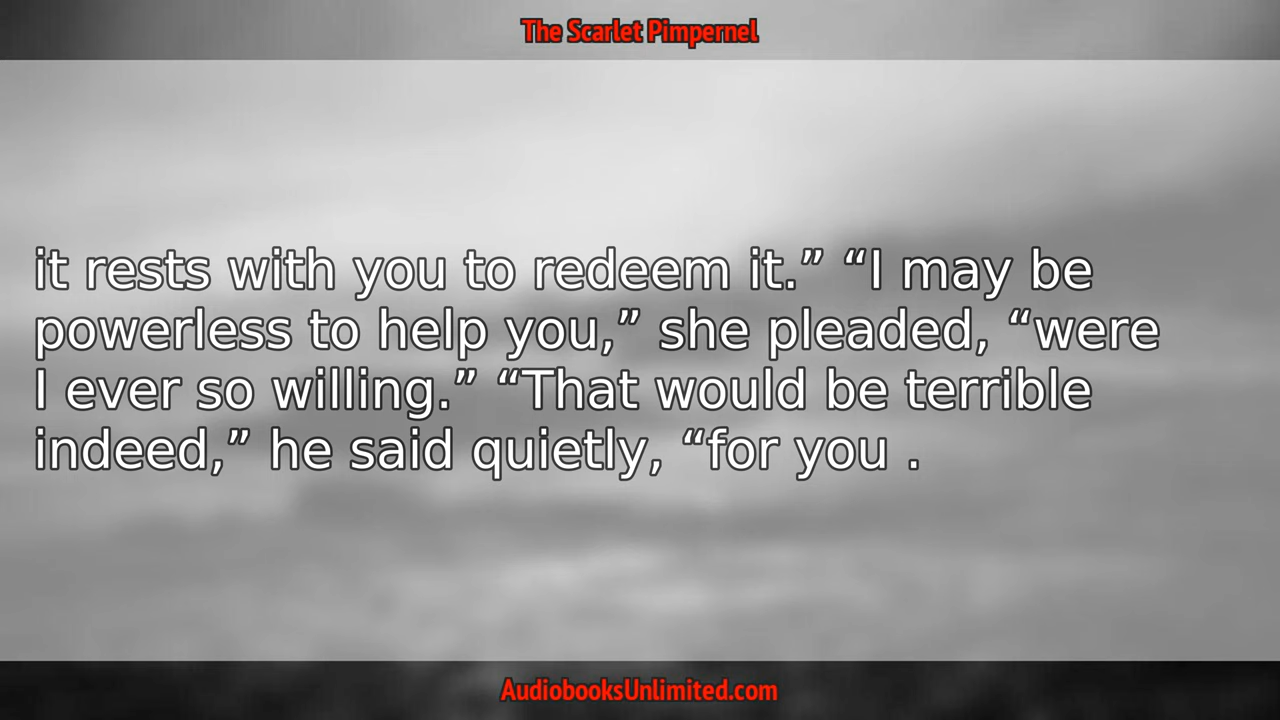 The Scarlet Pimpernel
it rests with you to redeem it.” “I may be
powerless to help you,” she pleaded, “were
I ever so willing.” “That would be terrible
indeed,” he said quietly, “for you .
AudiobooksUnlimited.com